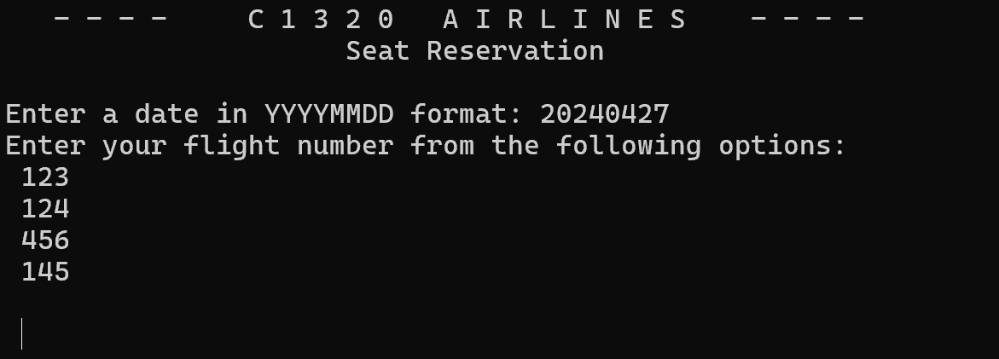 - - - -     C 1 3 2 0   A I R L I N E S    - - - -
Seat Reservation
Enter a date in YYYYMMDD format: 20240427
Enter your flight number from the following options:
123
124
456
145